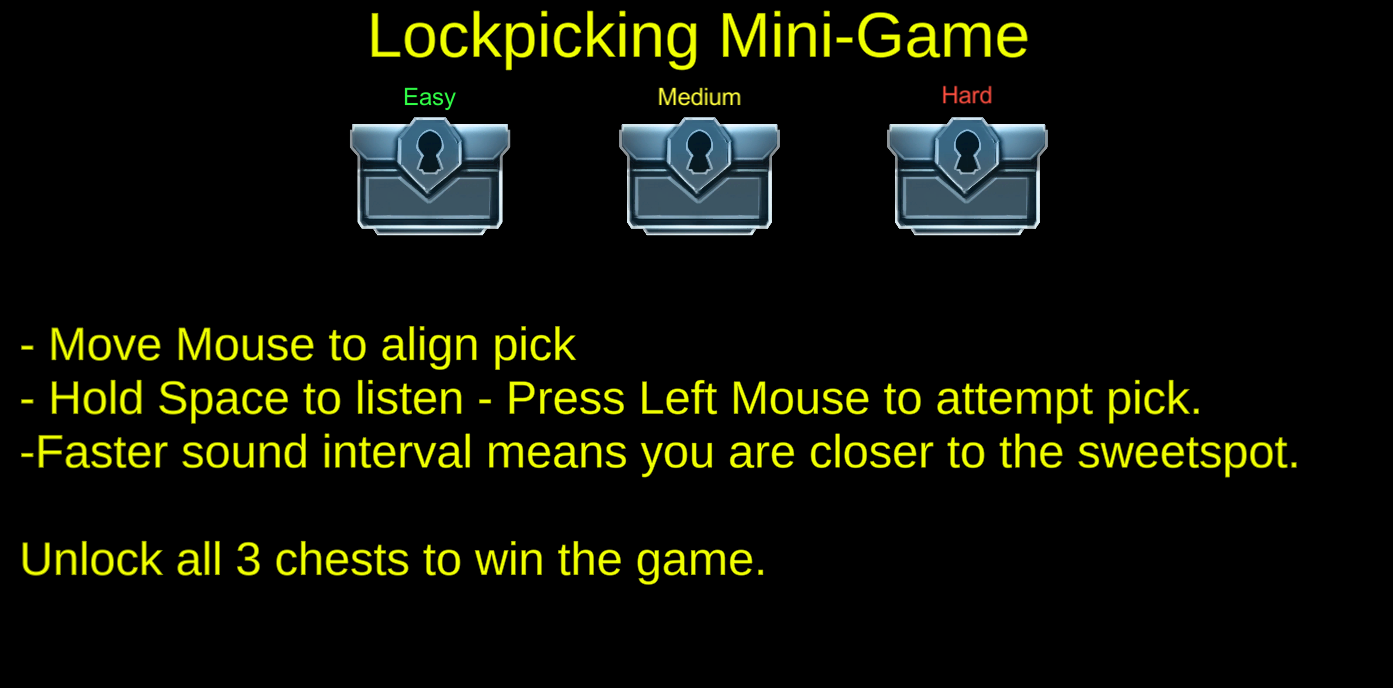 Lockpicking Mini-Game
Easy Medium Hard
- Move Mouse to align pick
- Hold Space to listen - Press Left Mouse to attempt pick.
-Faster sound interval means you are closer to the sweetspot.
Unlock all 3 chests to win the game.